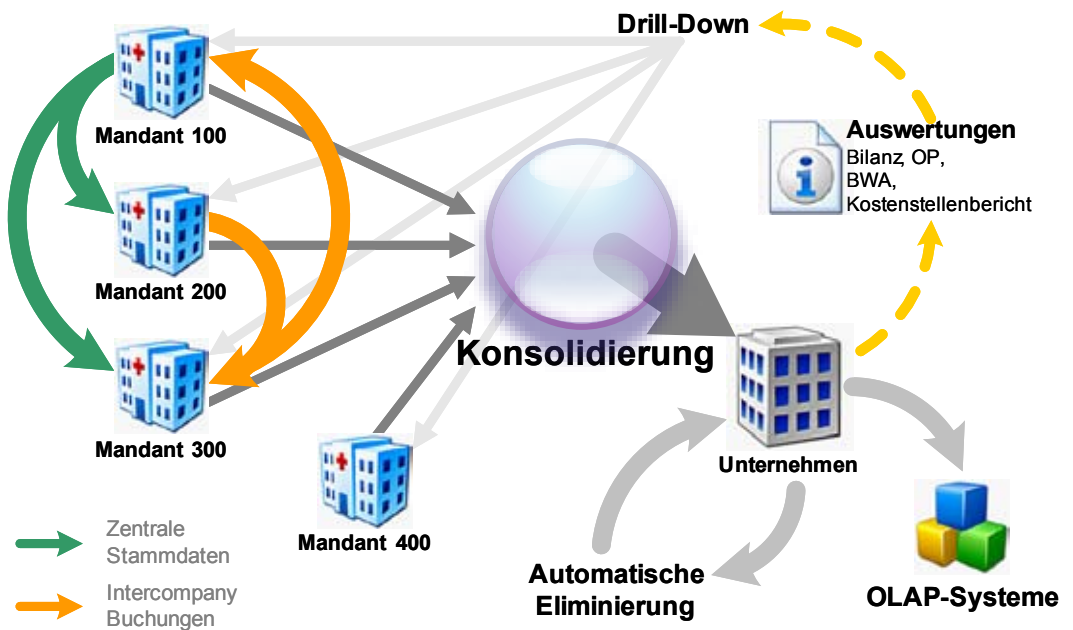 Drill-Down
Mandant 100
Auswertungen
Bilanz, OP,
BWA,
Kostenstellenbericht
Mandant 200
Konsolidierung
Mandant 300
Unternehmen
Mandant 400
Zentrale
Stammdaten
Intercompany
Buchungen
Automatische
Eliminierung
OLAP-Systeme